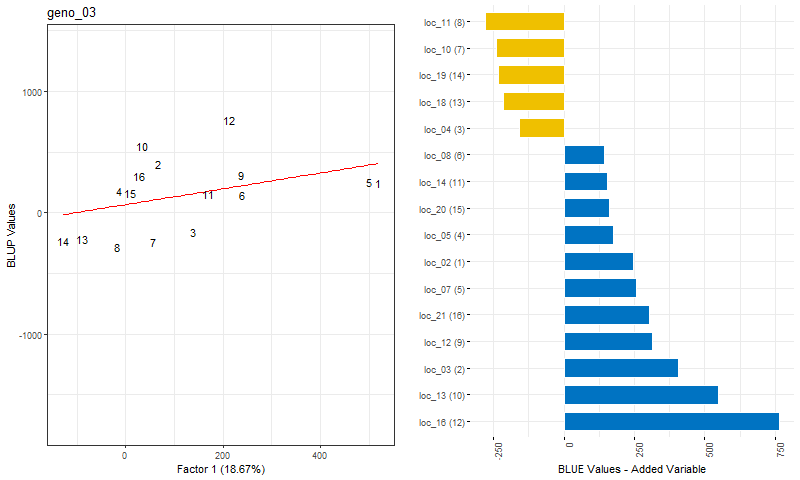 geno_03
BLUP Values
1000
0
-1000
12
10
2
16
9
4
15
11
6
5
1
14
13
8
7
3
0
200
400
Factor 1 (18.67%)
loc_11 (8)
loc_10 (7)
loc_19 (14)
loc_18 (13)
loc_04 (3)
loc_08 (6)
loc_14 (11)
loc_20 (15)
loc_05 (4)
loc_02 (1)
loc_07 (5)
loc_21 (16)
loc_12 (9)
loc_03 (2)
loc_13 (10)
loc_16 (12)
-250
0
250
500
750
BLUE Values - Added Variable